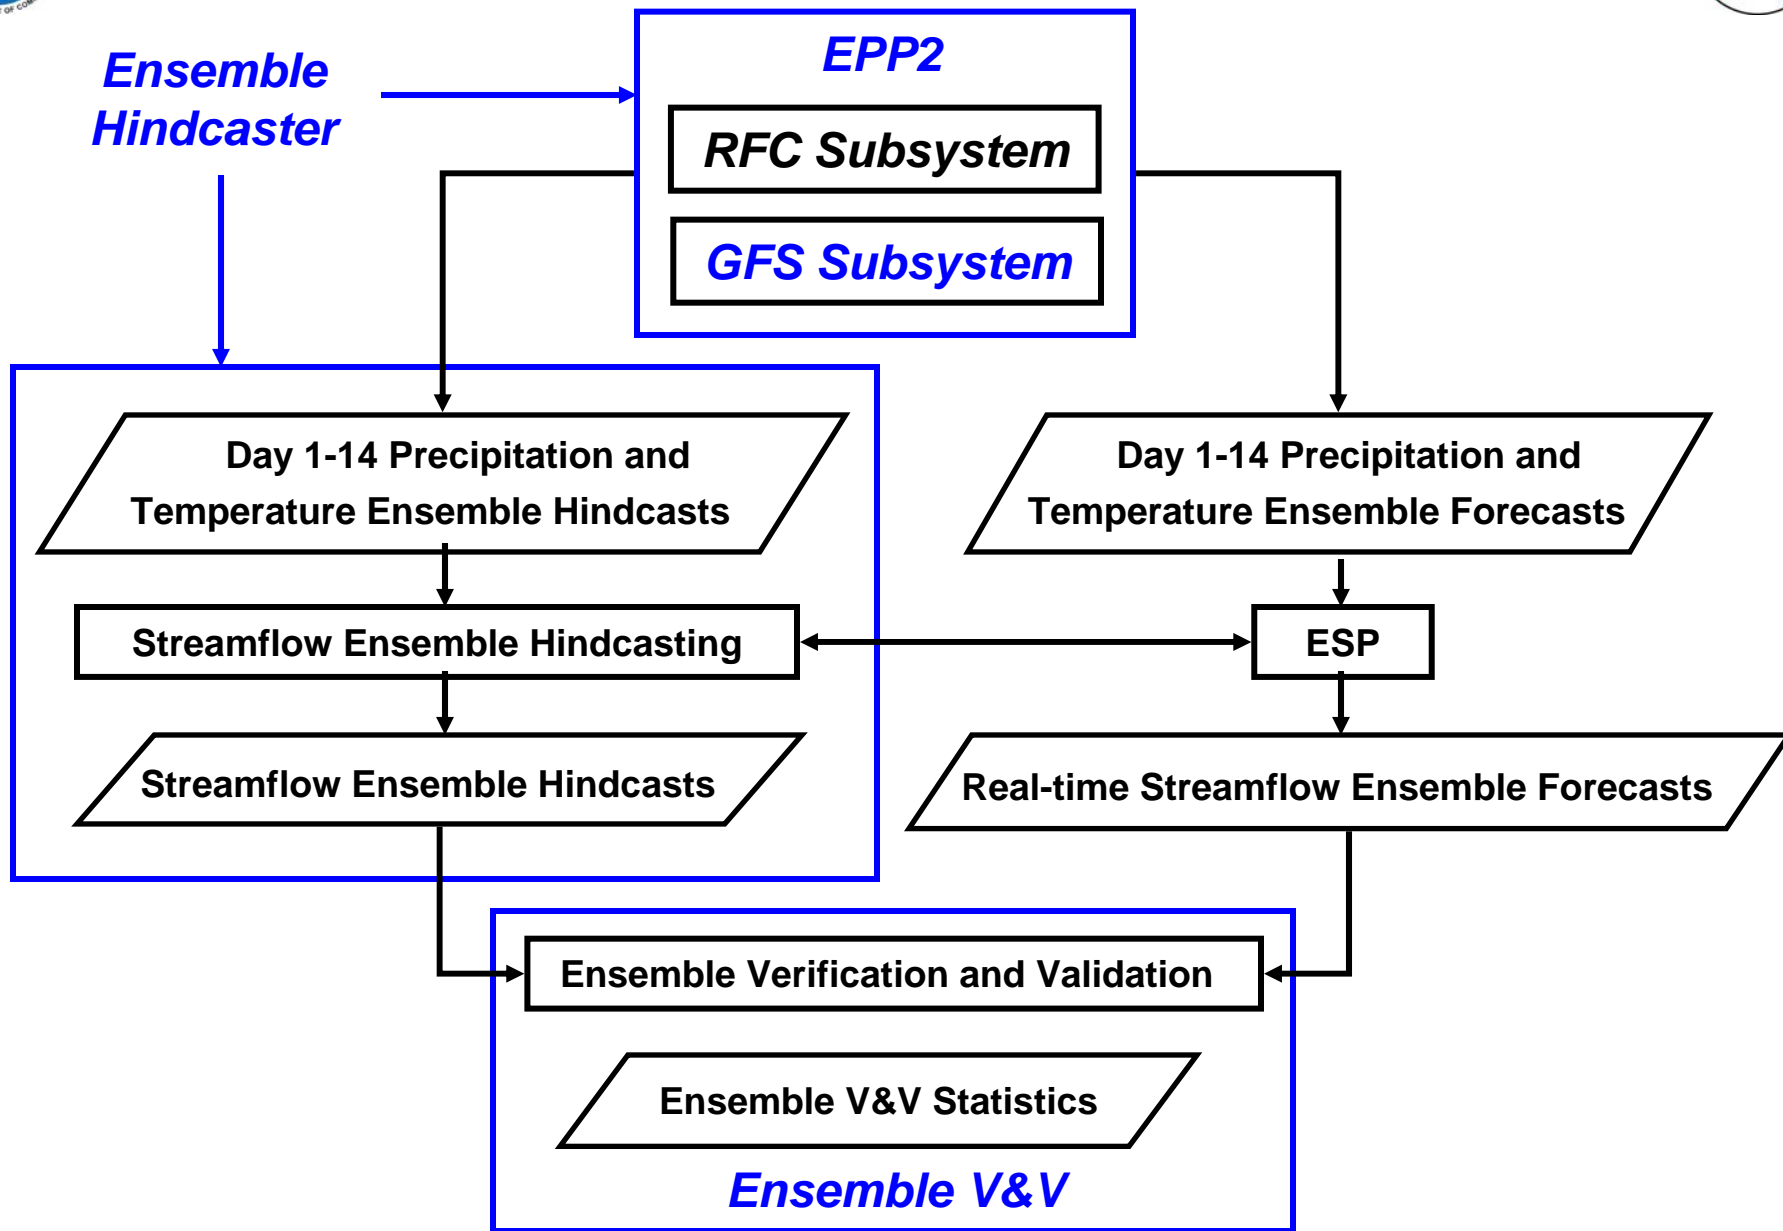 Ensemble
Hindcaster
EPP2
RFC Subsystem
GFS Subsystem
Day 1-14 Precipitation and
Temperature Ensemble Hindcasts
Day 1-14 Precipitation and
Temperature Ensemble Forecasts
Streamflow Ensemble Hindcasting
ESP
Streamflow Ensemble Hindcasts
Real-time Streamflow Ensemble Forecasts
Ensemble Verification and Validation
Ensemble V&V Statistics
Ensemble V&V